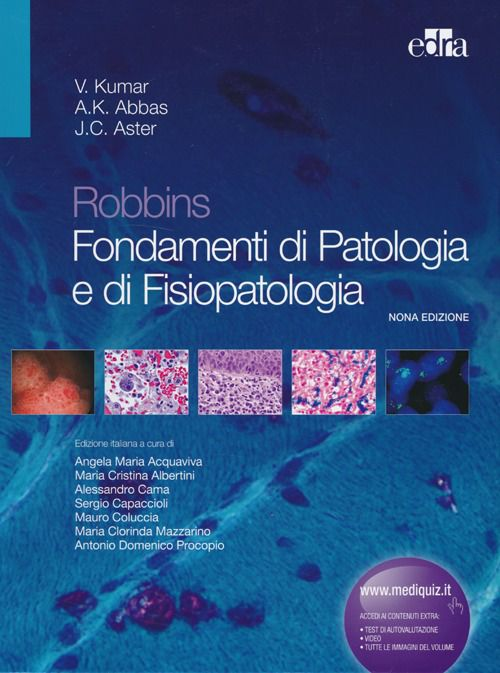 edra
V. Kumar
A.K. Abbas
J.C. Aster
Robbins
Fondamenti di Patologia
e di Fisiopatologia
NONA EDIZIONE
Edizione italiana a cura di
Angela Maria Acquaviva
Maria Cristina Albertini
Alessandro Cama
Sergio Capaccioli
Mauro Coluccia
Maria Clorinda Mazzarino
Antonio Domenico Procopio
www.mediquiz.it
ACCEDI AI CONTENUTI EXTRA:
• TEST DI AUTOVALUTAZIONE
• VIDEO
• TUTTE LE IMMAGINI DEL VOLUME